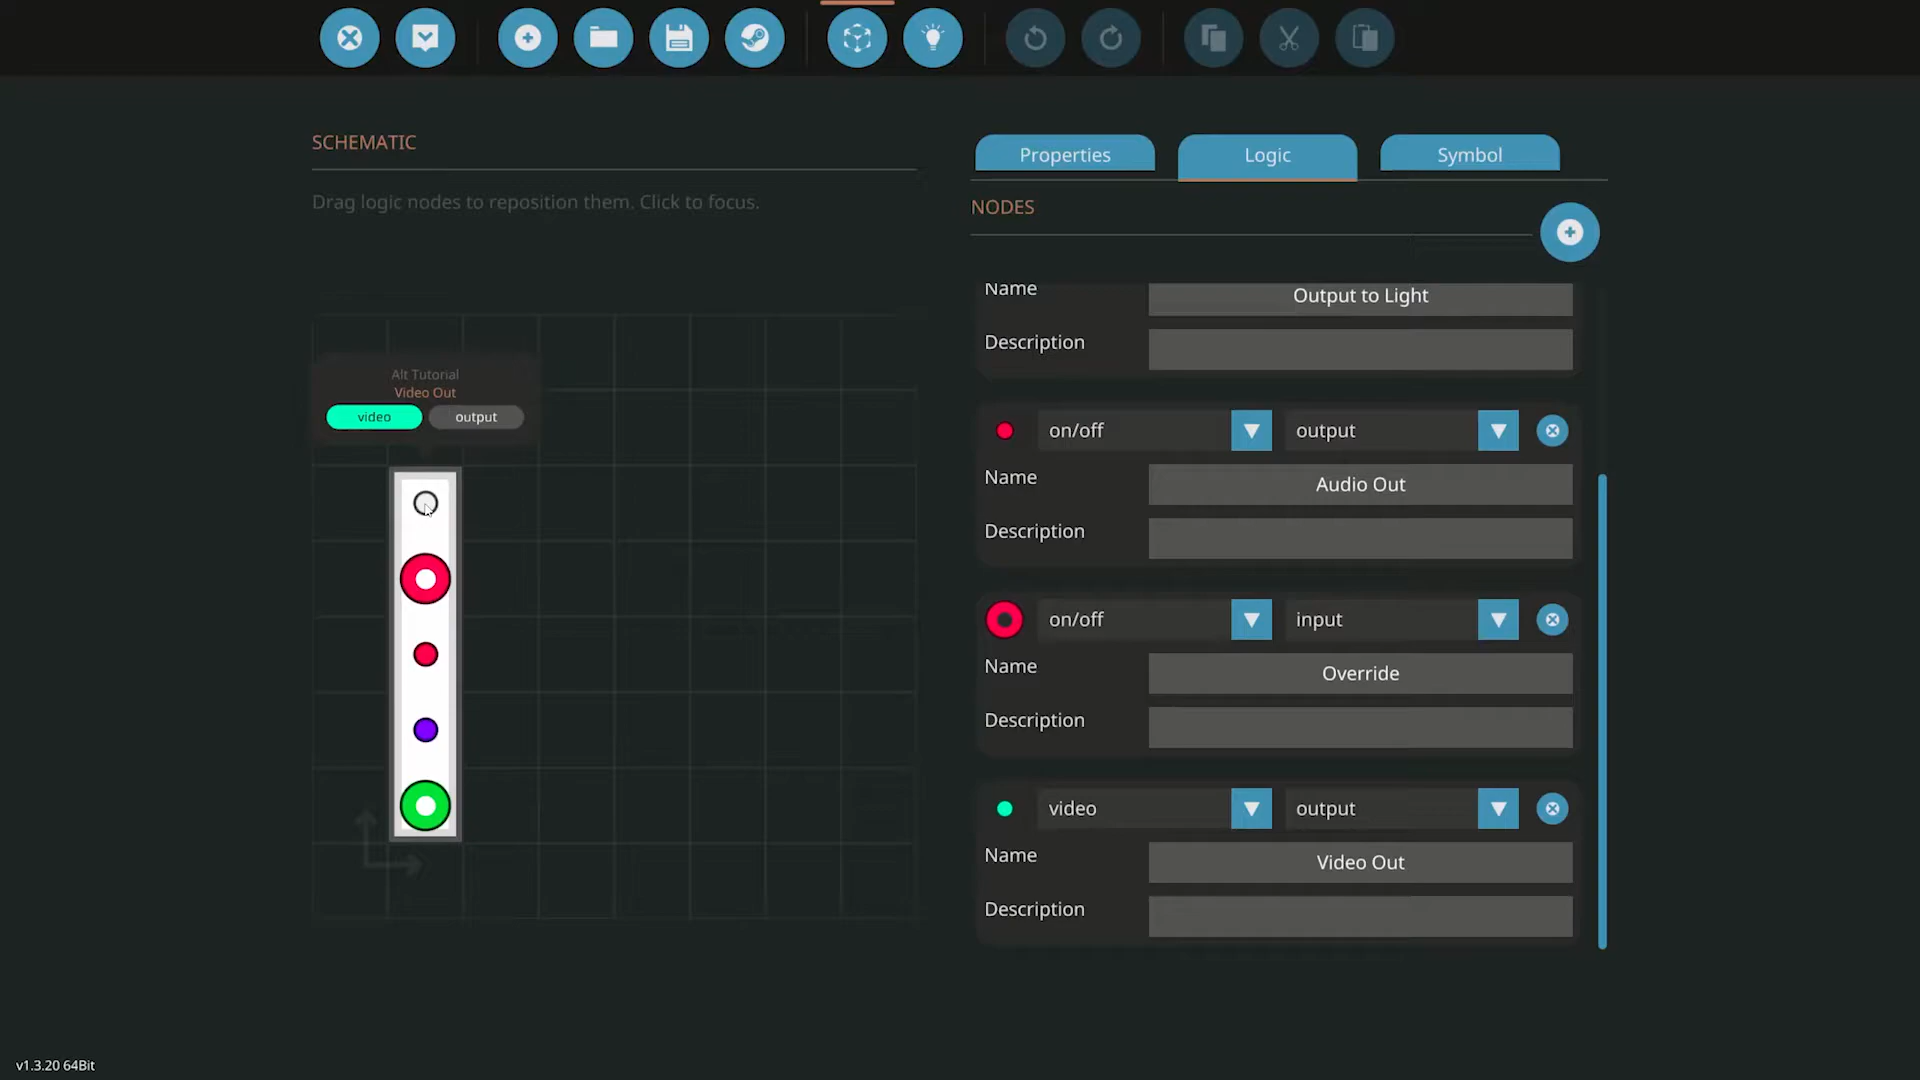 SCHEMATIC
Drag logic nodes to reposition them. Click to focus.
Alt Tutorial
Video Out
video output
Properties Logic Symbol
NODES
Name Output to Light
Description
on/off output
Name Audio Out
Description
on/off input
Name Override
Description
video output
Name Video Out
Description
v1.3.20 64Bit